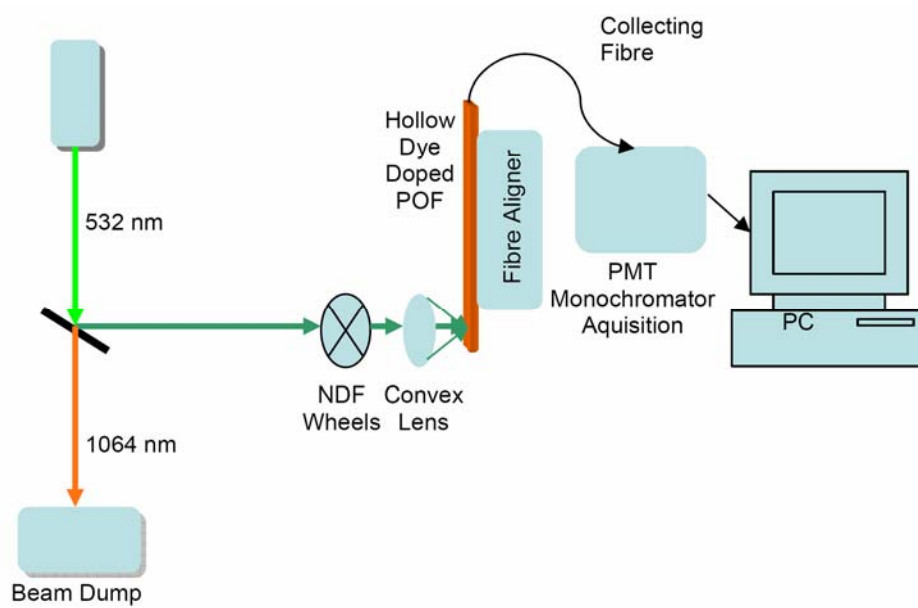 Collecting
Fibre
Hollow
Dye
Doped
POF
Fibre Aligner
532 nm
PMT
Monochromator
Aquisition
PC
NDF
Wheels
Convex
Lens
1064 nm
Beam Dump